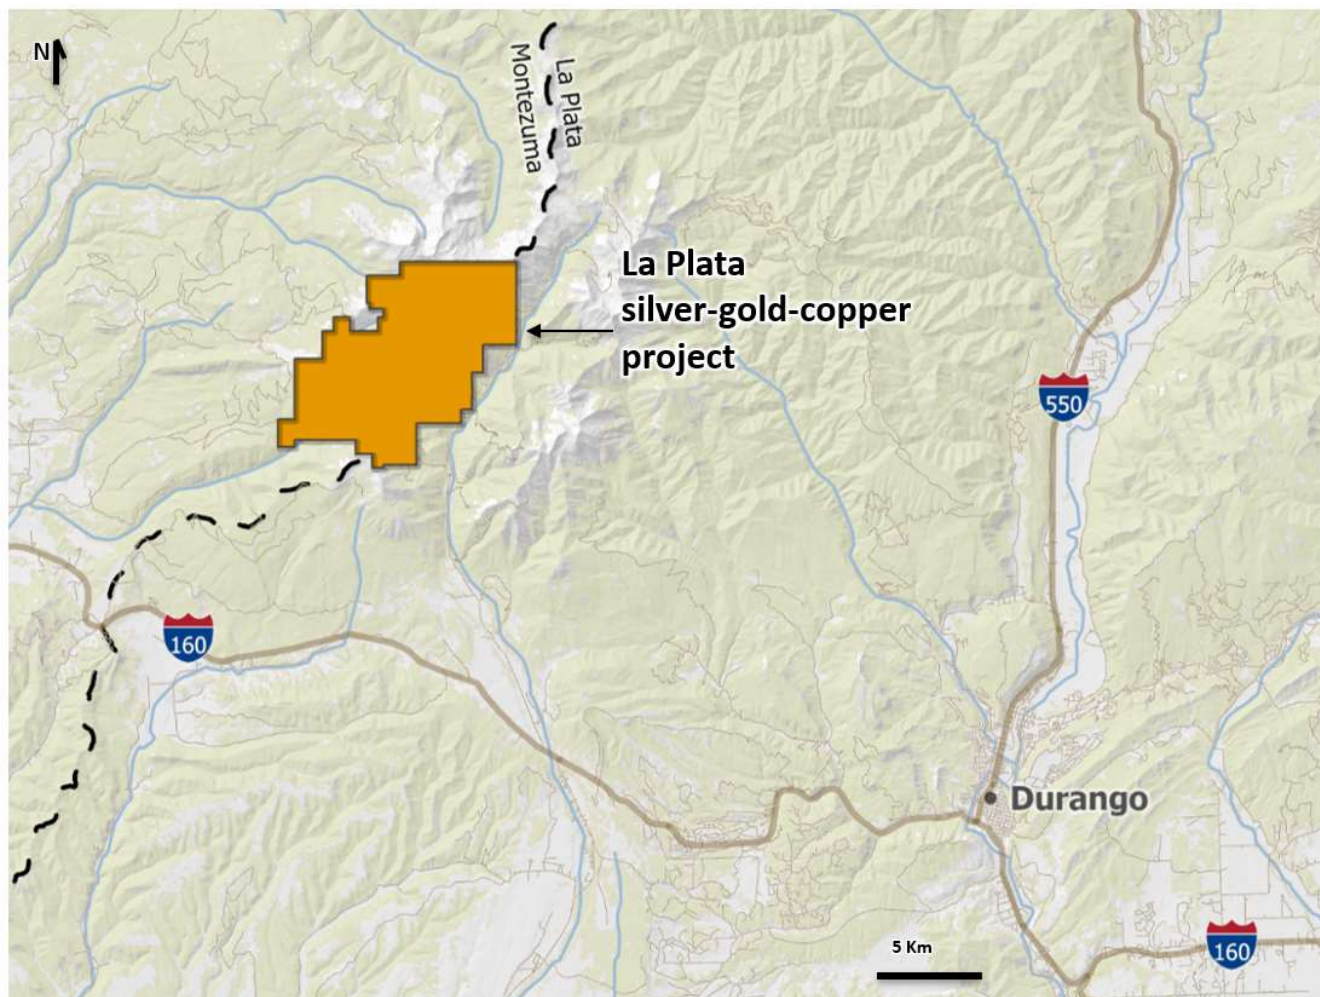 N
La Plata
Montezuma
La Plata
silver-gold-copper
project
550
160
Durango
5 Km
160